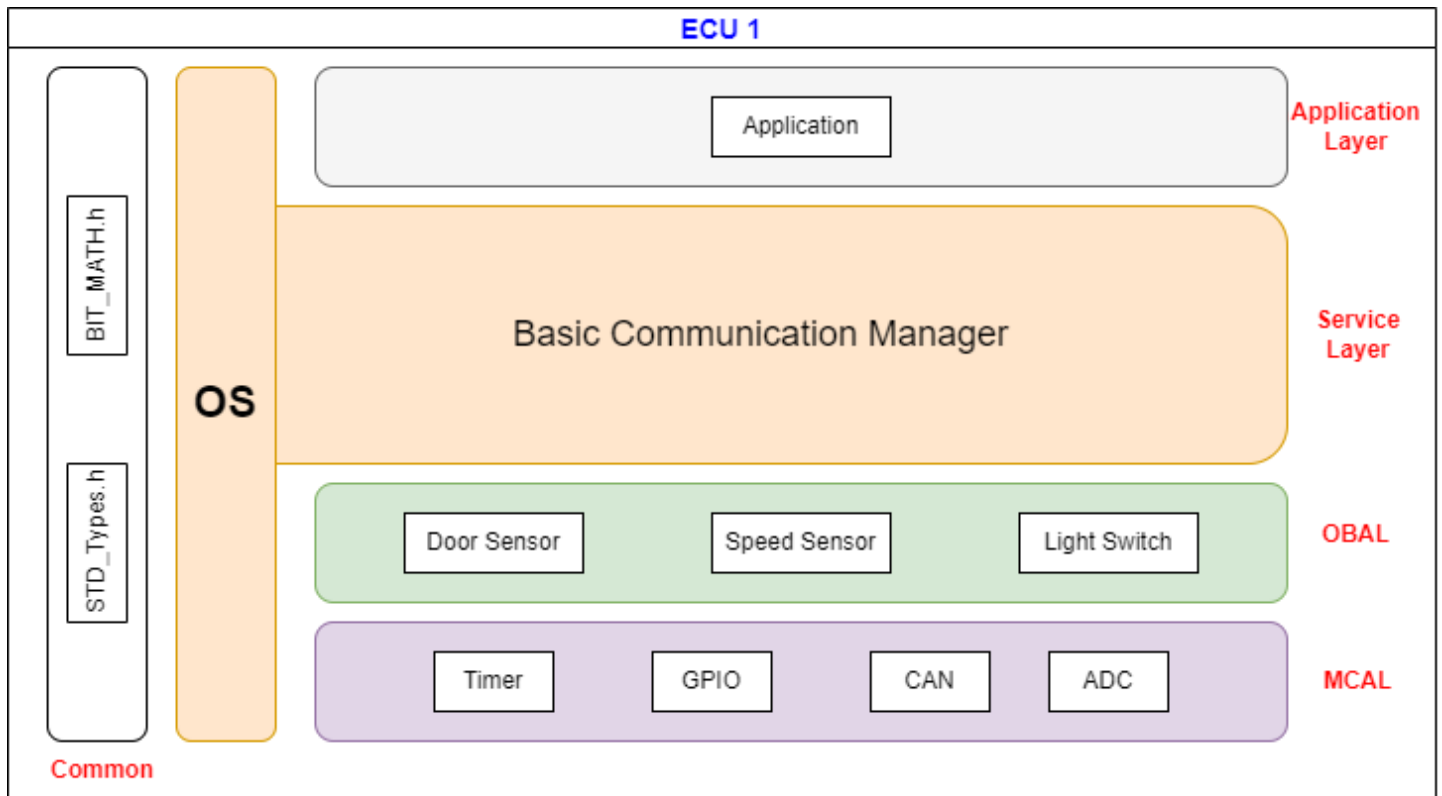 ECU 1
Application
Application
Layer
BIT_MATH.h
Basic Communication Manager
Service
Layer
OS
STD_Types.h
Door Sensor
Speed Sensor
Light Switch
OBAL
Timer
GPIO
CAN
ADC
MCAL
Common